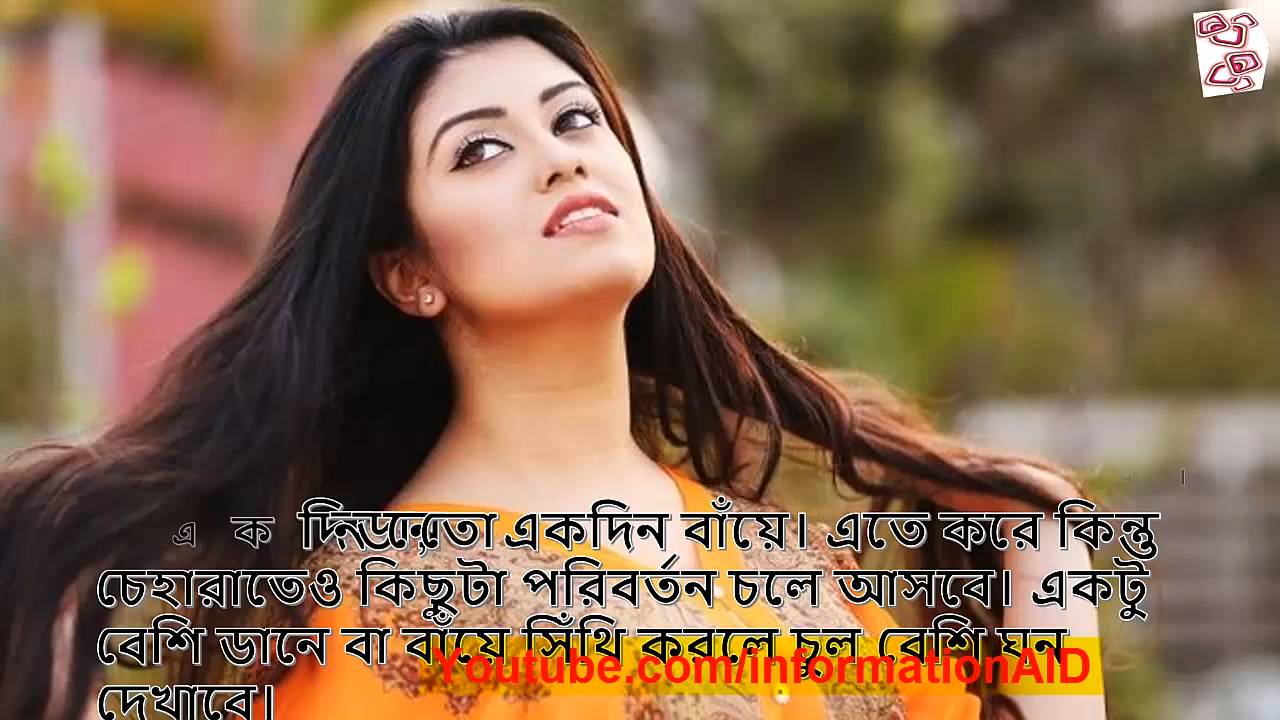 এ ক দিন ডানে, তো একদিন বাঁয়ে। এতে করে কিন্তু
চেহারাতেও কিছুটা পরিবর্তন চলে আসবে। একটু
বেশি ডানে বা বাঁয়ে সিঁথি করলে চুল বেশি ঘন
Youtube.com/informationAID
দেখাবে।